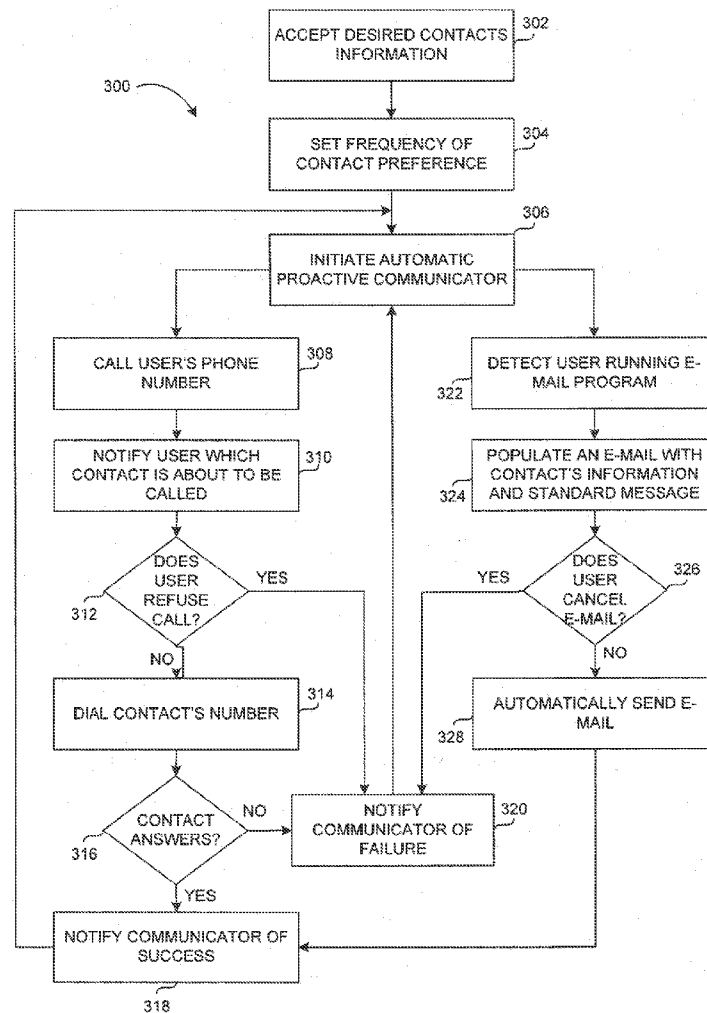 ACCEPT DESIRED CONTACTS
INFORMATION
302
300
SET FREQUENCY OF
CONTACT PREFERENCE
304
306
INITIATE AUTOMATIC
PROACTIVE COMMUNICATOR
CALL USER'S PHONE
NUMBER
308
DETECT USER RUNNING E-
MAIL PROGRAM
322
NOTIFY USER WHICH
CONTACT IS ABOUT TO BE
CALLED
310
POPULATE AN E-MAIL WITH
CONTACT'S INFORMATION
AND STANDARD MESSAGE
324
DOES
USER
REFUSE
CALL?
312
YES
NO
YES
DOES
USER
CANCEL
E-MAIL?
326
NO
DIAL CONTACT'S NUMBER
314
AUTOMATICALLY SEND E-
MAIL
328
CONTACT
ANSWERS?
316
NO
YES
NOTIFY
COMMUNICATOR OF
FAILURE
320
NOTIFY COMMUNICATOR OF
SUCCESS
318